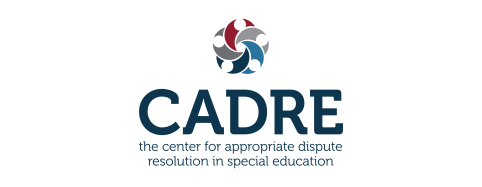 CADRE
the center for appropriate dispute
resolution in special education